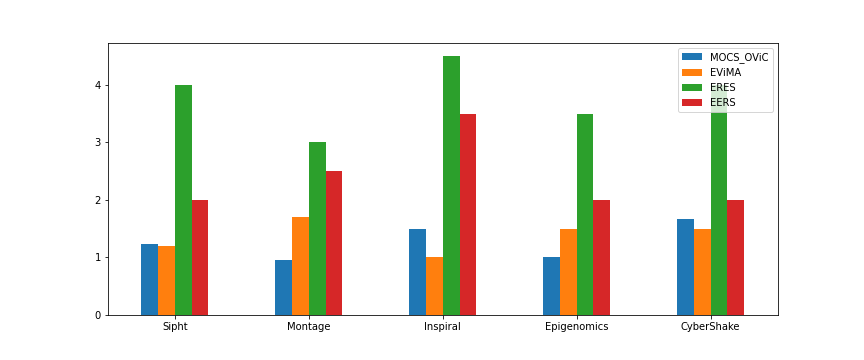 MOCS_OViC
EViMA
ERES
EERS
4
3
2
1
0
Sipht Montage Inspiral Epigenomics CyberShake